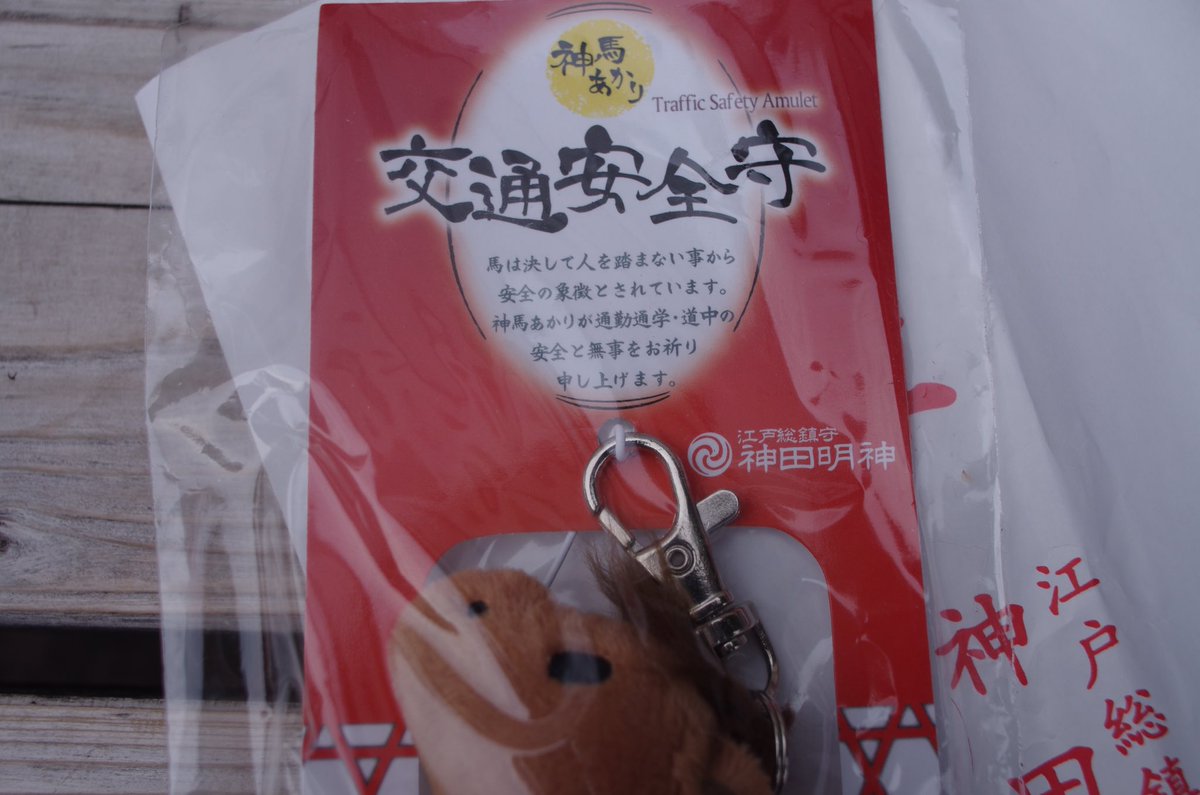 神馬
あかり
Traffic Safety Amulet
交通安全守
馬は決して人を踏まない事から
安全の象徴とされています。
神馬あかりが通勤通学・道中の
安全と無事をお祈り
申し上げます。
江戸総鎮守
神田明神
江戸総鎮
神田